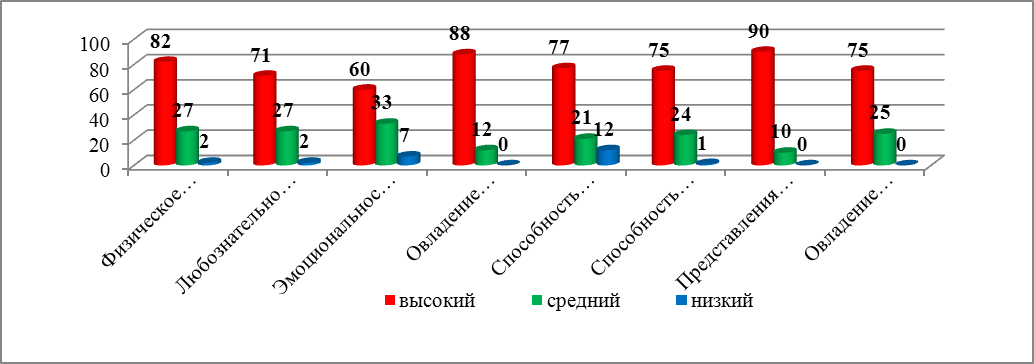 82 27 2
71 27 2
60 33 7
88 12 0
77 21 12
75 24 1
90 10 0
75 25 0
100
80
60
40
20
0
Физическое…
Любознательно…
Эмоциональнос…
Овладение…
Способность…
Способность…
Представления…
Овладение…
высокий средний низкий